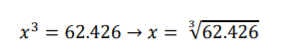 x³ = 62.426 → x = ∛62.426